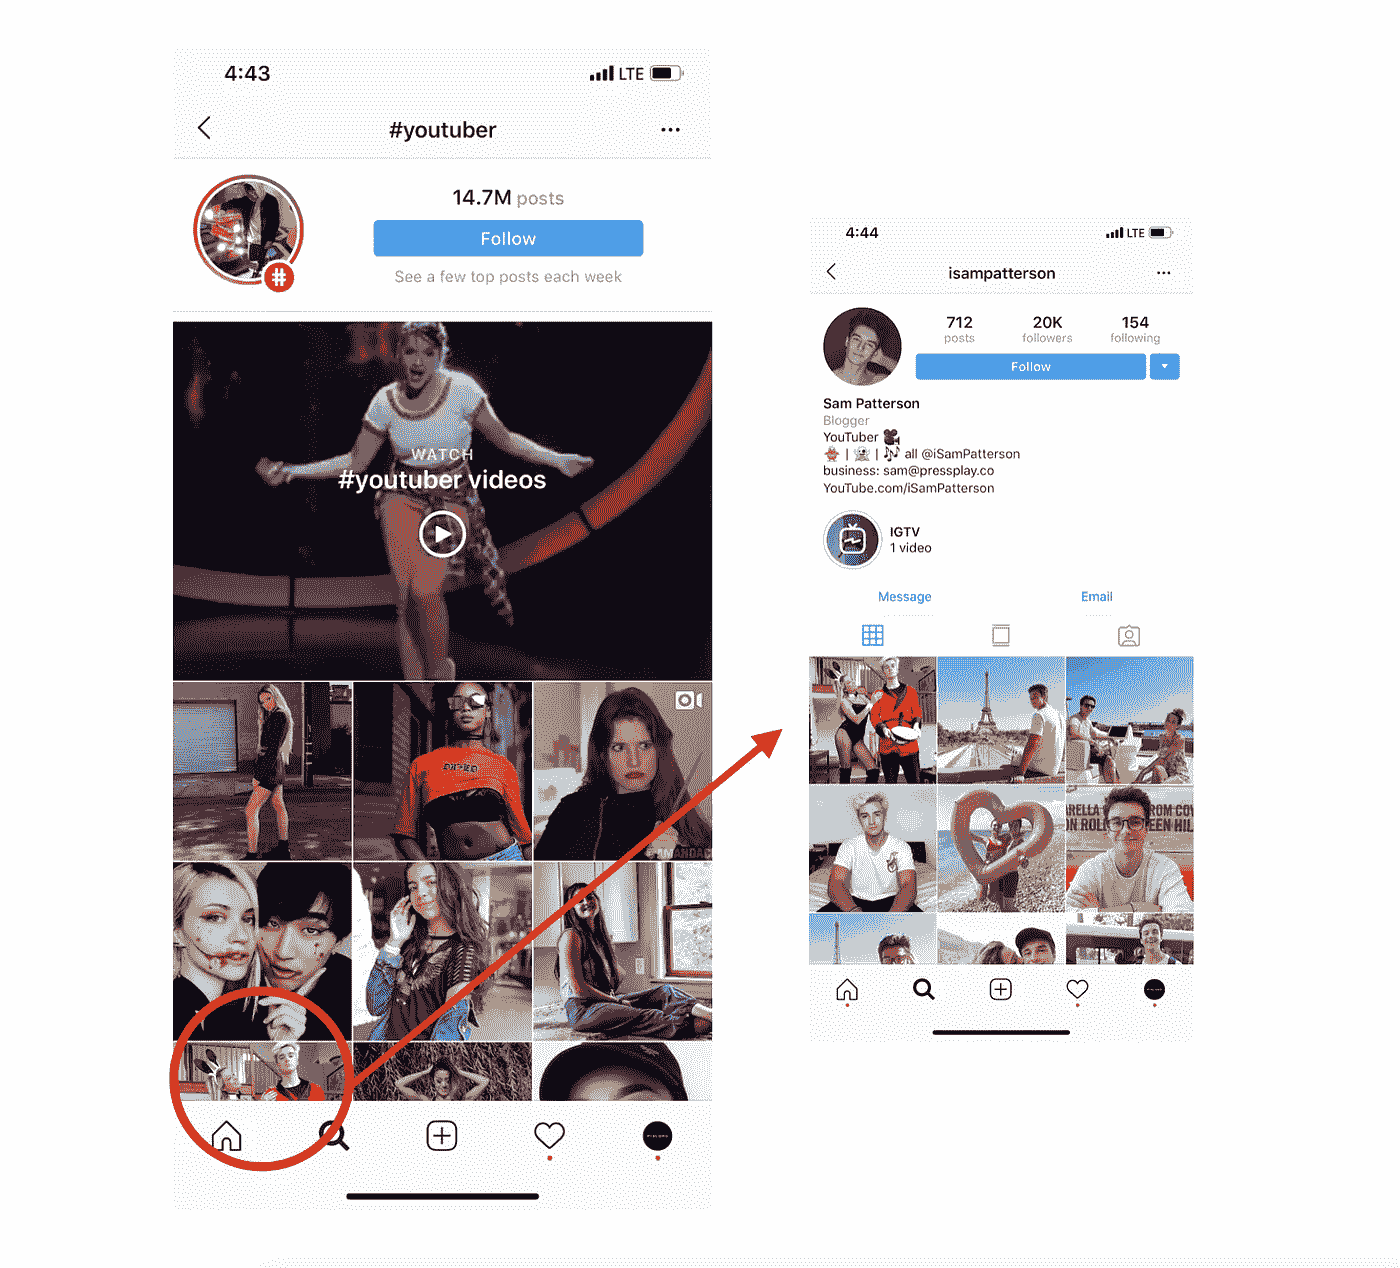 4:43
LTE
#youtuber
14.7M posts
Follow
#
See a few top posts each week
WATCH
#youtuber videos
4:44
LTE
isampatterson
712
20K
154
posts
followers
following
Follow
Sam Patterson
Blogger
YouTuber
| | all @iSamPatterson
business: sam@pressplay.co
YouTube.com/iSamPatterson
IGTV
1 video
Message
Email